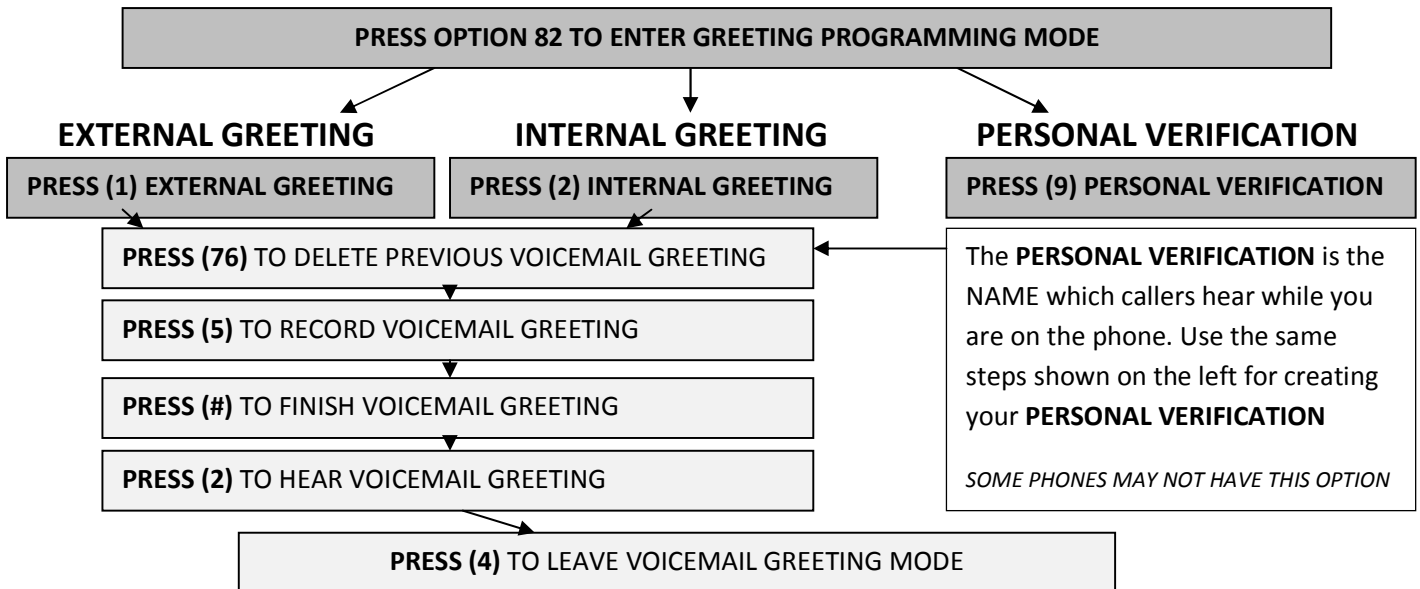 PRESS OPTION 82 TO ENTER GREETING PROGRAMMING MODE
EXTERNAL GREETING
INTERNAL GREETING
PERSONAL VERIFICATION
PRESS (1) EXTERNAL GREETING
PRESS (2) INTERNAL GREETING
PRESS (9) PERSONAL VERIFICATION
PRESS (76) TO DELETE PREVIOUS VOICEMAIL GREETING
PRESS (5) TO RECORD VOICEMAIL GREETING
PRESS (#) TO FINISH VOICEMAIL GREETING
PRESS (2) TO HEAR VOICEMAIL GREETING
The PERSONAL VERIFICATION is the
NAME which callers hear while you
are on the phone. Use the same
steps shown on the left for creating
your PERSONAL VERIFICATION
SOME PHONES MAY NOT HAVE THIS OPTION
PRESS (4) TO LEAVE VOICEMAIL GREETING MODE